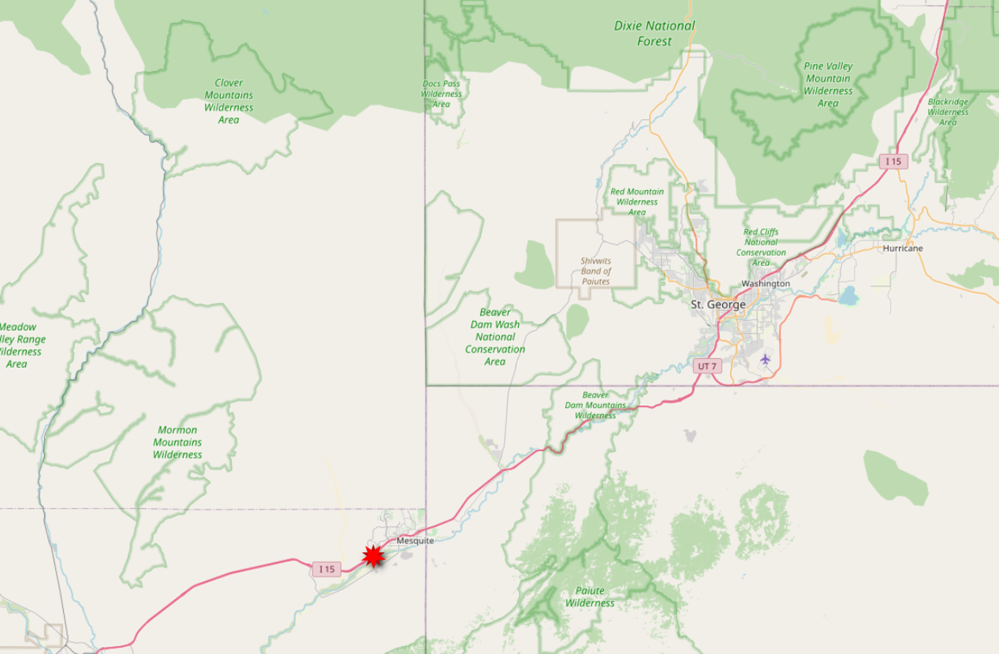 Dixie National
Forest
Pine Valley
Mountain
Wilderness
Area
Clover
Mountains
Wilderness
Area
Docs Pass
Wilderness
Area
Blackridge
Wilderness
Area
I 15
Red Mountain
Wilderness
Area
Red Cliffs
National
Conservation
Area
Hurricane
Shivwits
Band of
Paiutes
Washington
St. George
Beaver
Dam Wash
National
Conservation
Area
Meadow
lley Range
ilderness
Area
UT 7
Beaver
Dam Mountains
Wilderness
Mormon
Mountains
Wilderness
Mesquite
I 15
Paiute
Wilderness